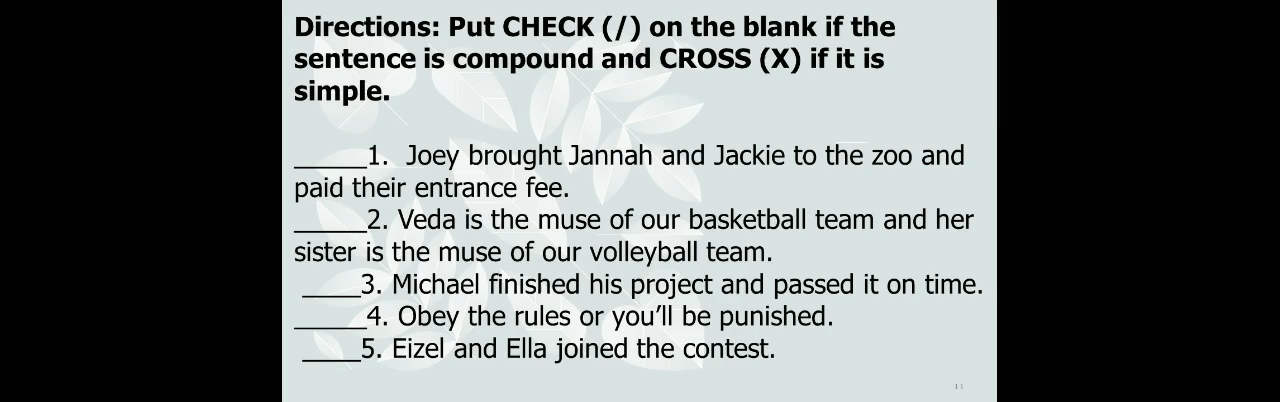 Directions: Put CHECK (/) on the blank if the
sentence is compound and CROSS (X) if it is
simple.
_____1.  Joey brought Jannah and Jackie to the zoo and
paid their entrance fee.
_____2. Veda is the muse of our basketball team and her
sister is the muse of our volleyball team.
____3. Michael finished his project and passed it on time.
_____4. Obey the rules or you’ll be punished.
____5. Eizel and Ella joined the contest.
11